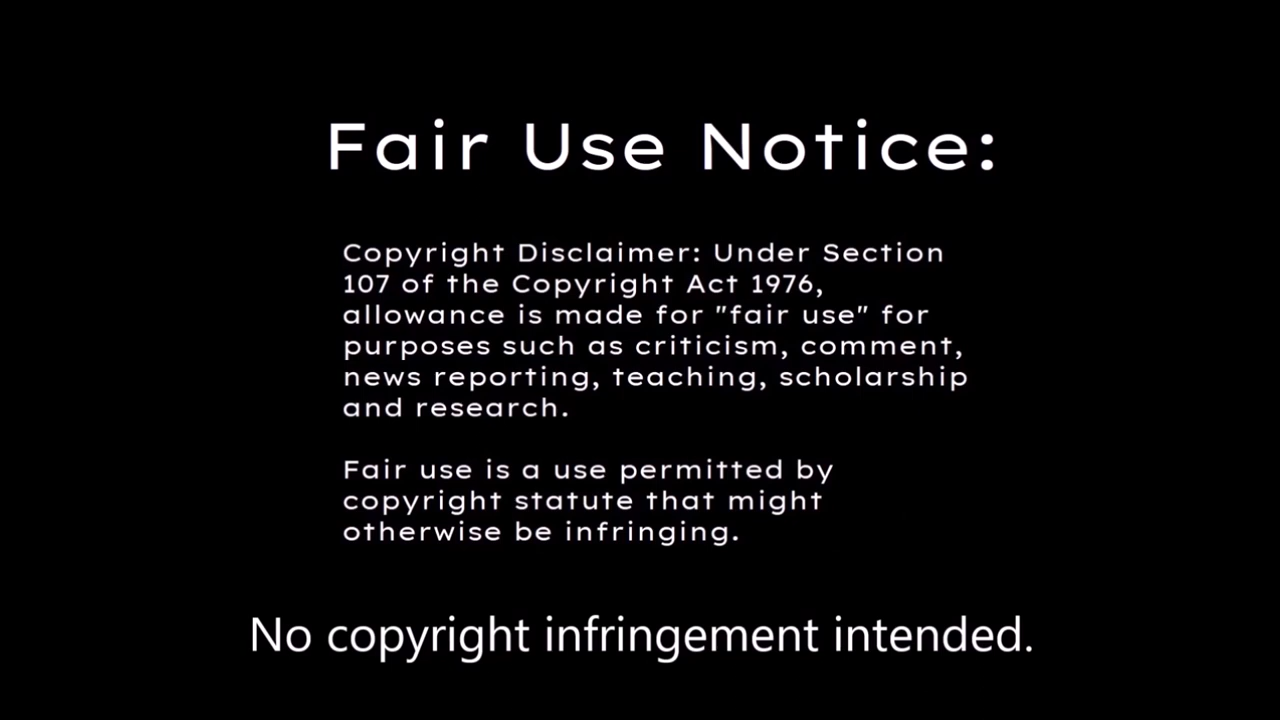 Fair Use Notice:
Copyright Disclaimer: Under Section
107 of the Copyright Act 1976,
allowance is made for "fair use" for
purposes such as criticism, comment,
news reporting, teaching, scholarship
and research.
Fair use is a use permitted by
copyright statute that might
otherwise be infringing.
No copyright infringement intended.